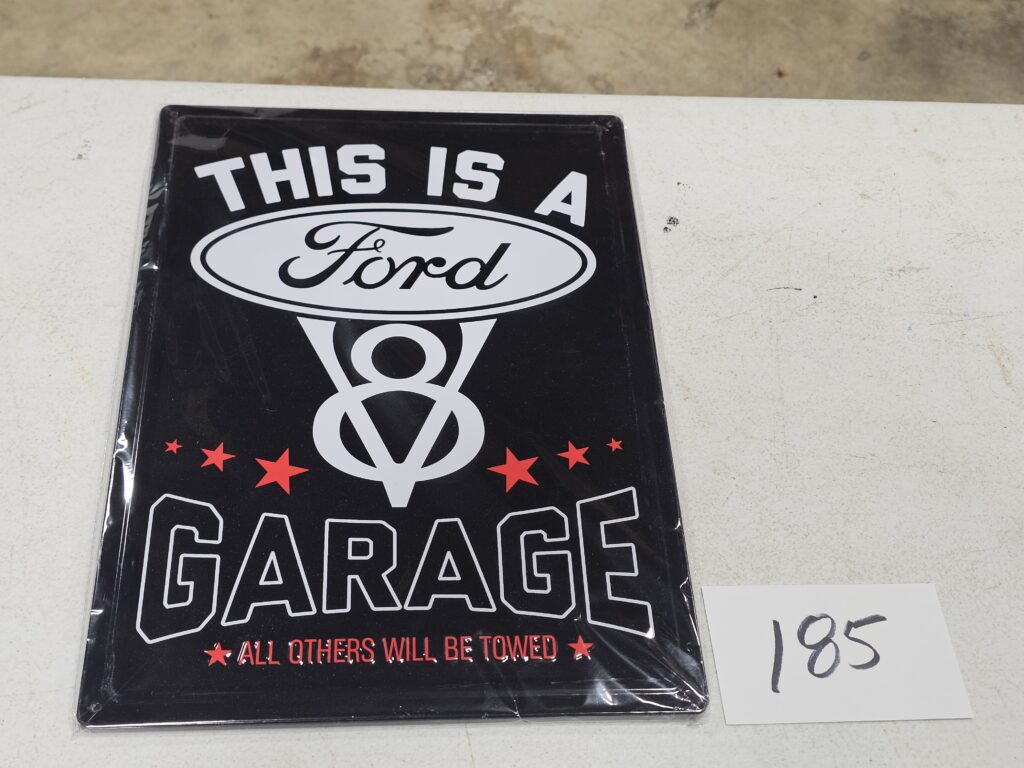 THIS IS A
Ford
V8
GARAGE
★ ALL OTHERS WILL BE TOWED ★
185